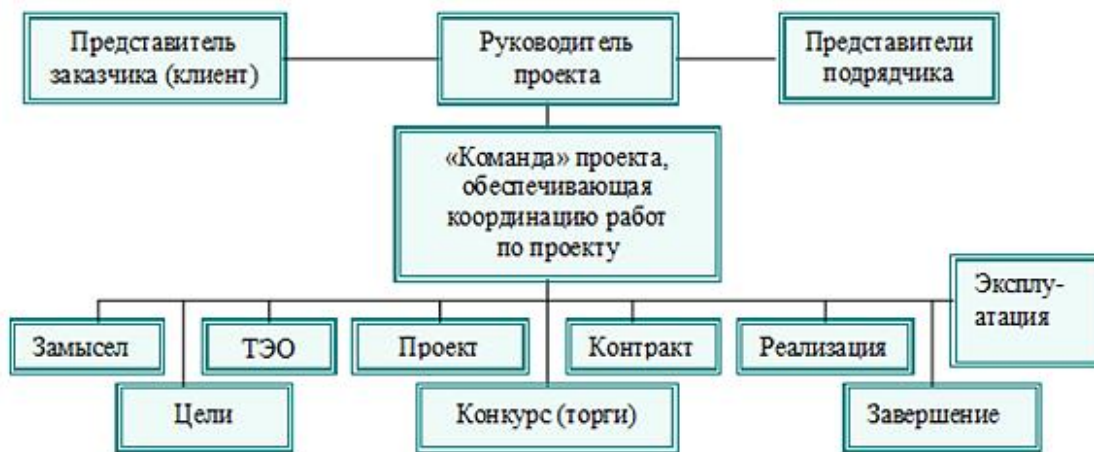 Представитель
заказчика (клиент)
Руководитель
проекта
Представители
подрядчика
«Команда» проекта,
обеспечивающая
координацию работ
по проекту
Эксплу-
атация
Замысел
ТЭО
Проект
Контракт
Реализация
Цели
Конкурс (торги)
Завершение